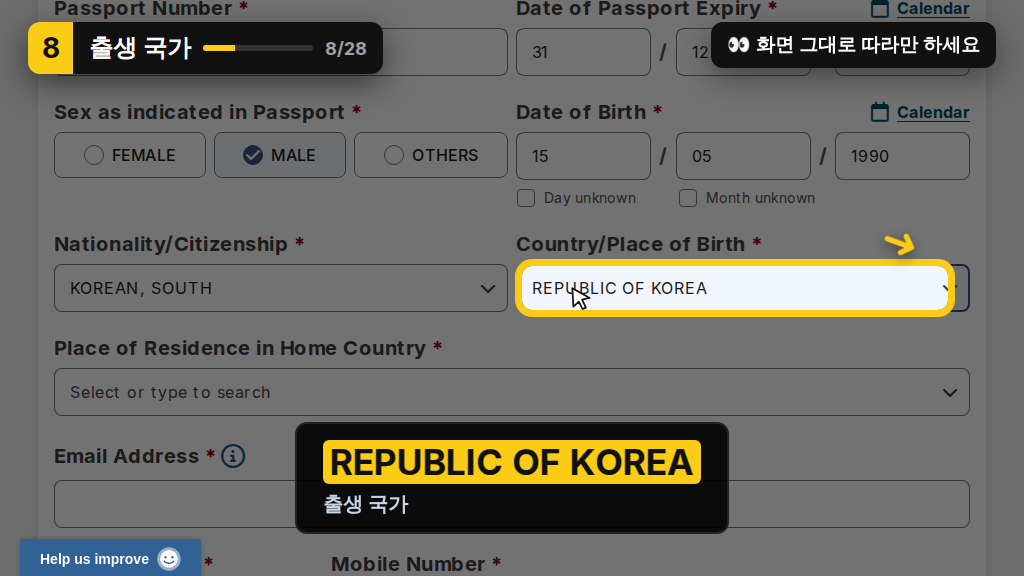 Passport Number *
Date of Passport Expiry *
Calendar
8 출생 국가 8/28
👀 화면 그대로 따라만 하세요
31 / 12
Sex as indicated in Passport *
Date of Birth *
Calendar
FEMALE
MALE
OTHERS
15 / 05 / 1990
Day unknown
Month unknown
Nationality/Citizenship *
Country/Place of Birth *
KOREAN, SOUTH
REPUBLIC OF KOREA
Place of Residence in Home Country *
Select or type to search
Email Address *
REPUBLIC OF KOREA
출생 국가
Help us improve
*
Mobile Number *